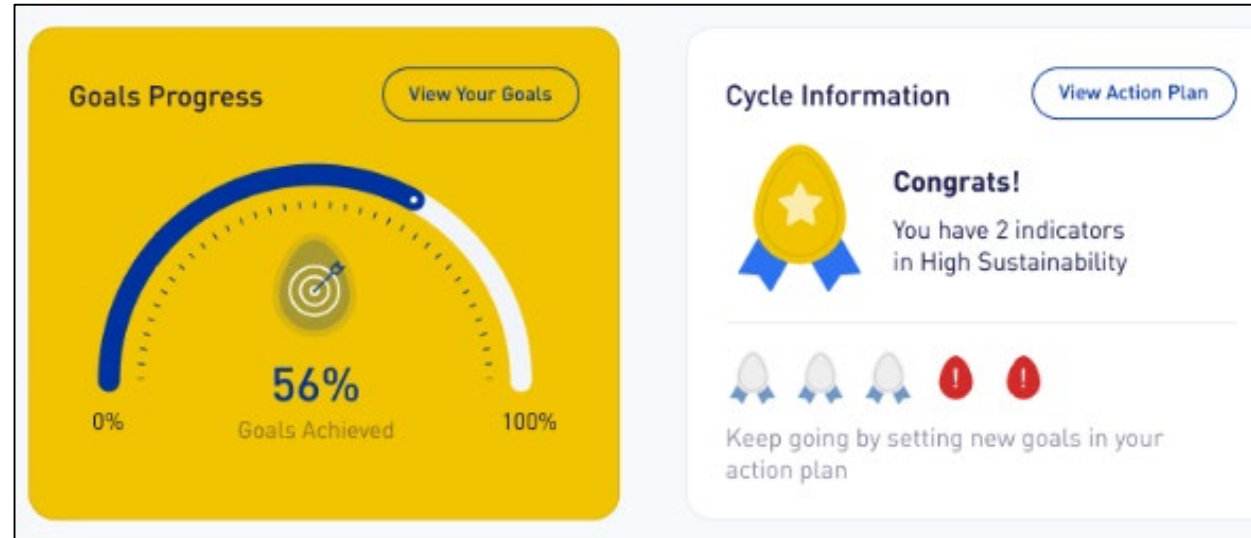 Goals Progress
View Your Goals
56%
0%
Goals Achieved
100%
Cycle Information
View Action Plan
Congrats!
You have 2 indicators
in High Sustainability
! !
Keep going by setting new goals in your
action plan